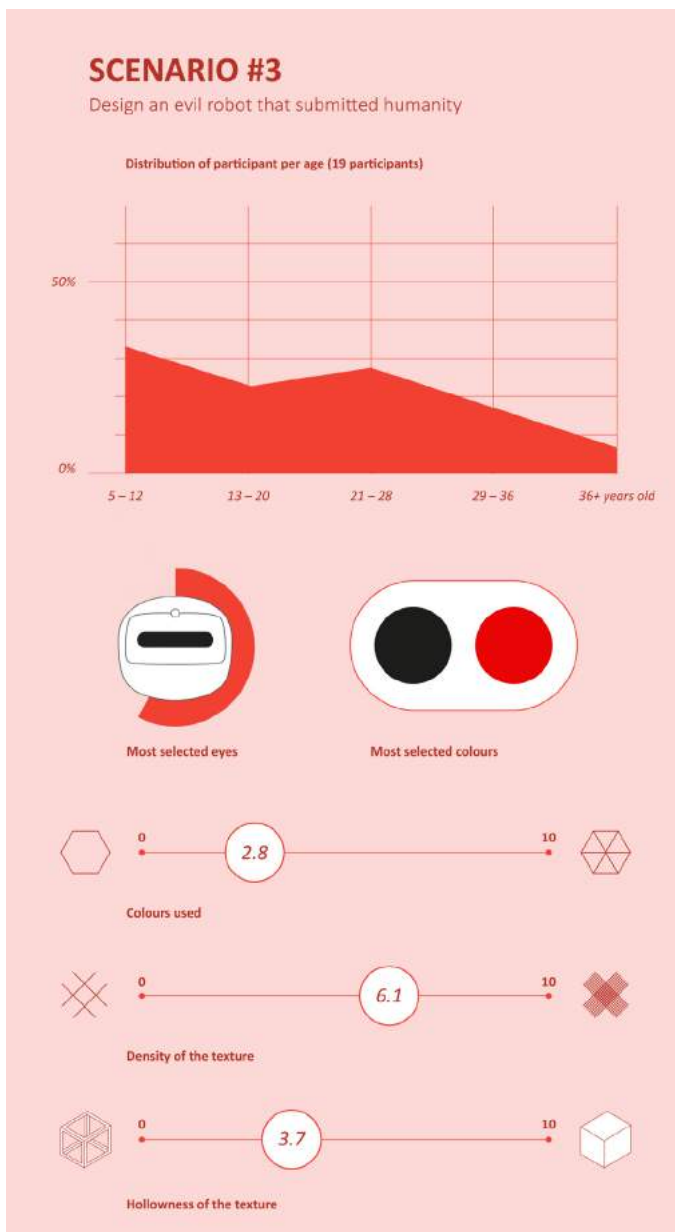 SCENARIO #3
Design an evil robot that submitted humanity
Distribution of participant per age (19 participants)
50%
0%
5 – 12
13 – 20
21 – 28
29 – 36
36+ years old
Most selected eyes
Most selected colours
0
2.8
10
Colours used
0
6.1
10
Density of the texture
0
3.7
10
Hollowness of the texture